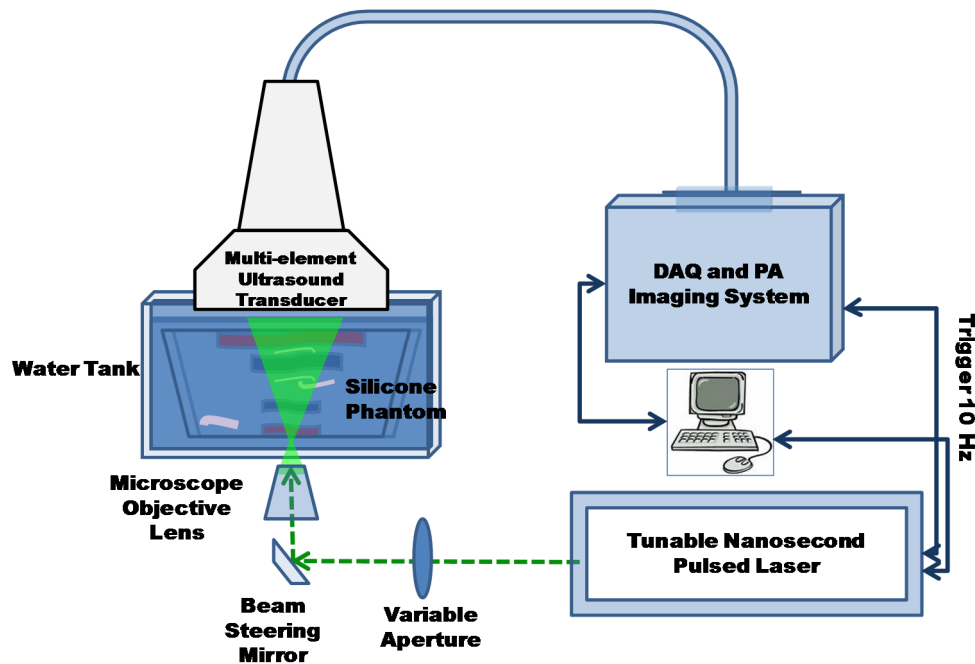 Multi-element
Ultrasound
Transducer
DAQ and PA
Imaging System
Water Tank
Silicone
Phantom
Trigger 10 Hz
Microscope
Objective
Lens
Tunable Nanosecond
Pulsed Laser
Beam
Steering
Mirror
Variable
Aperture